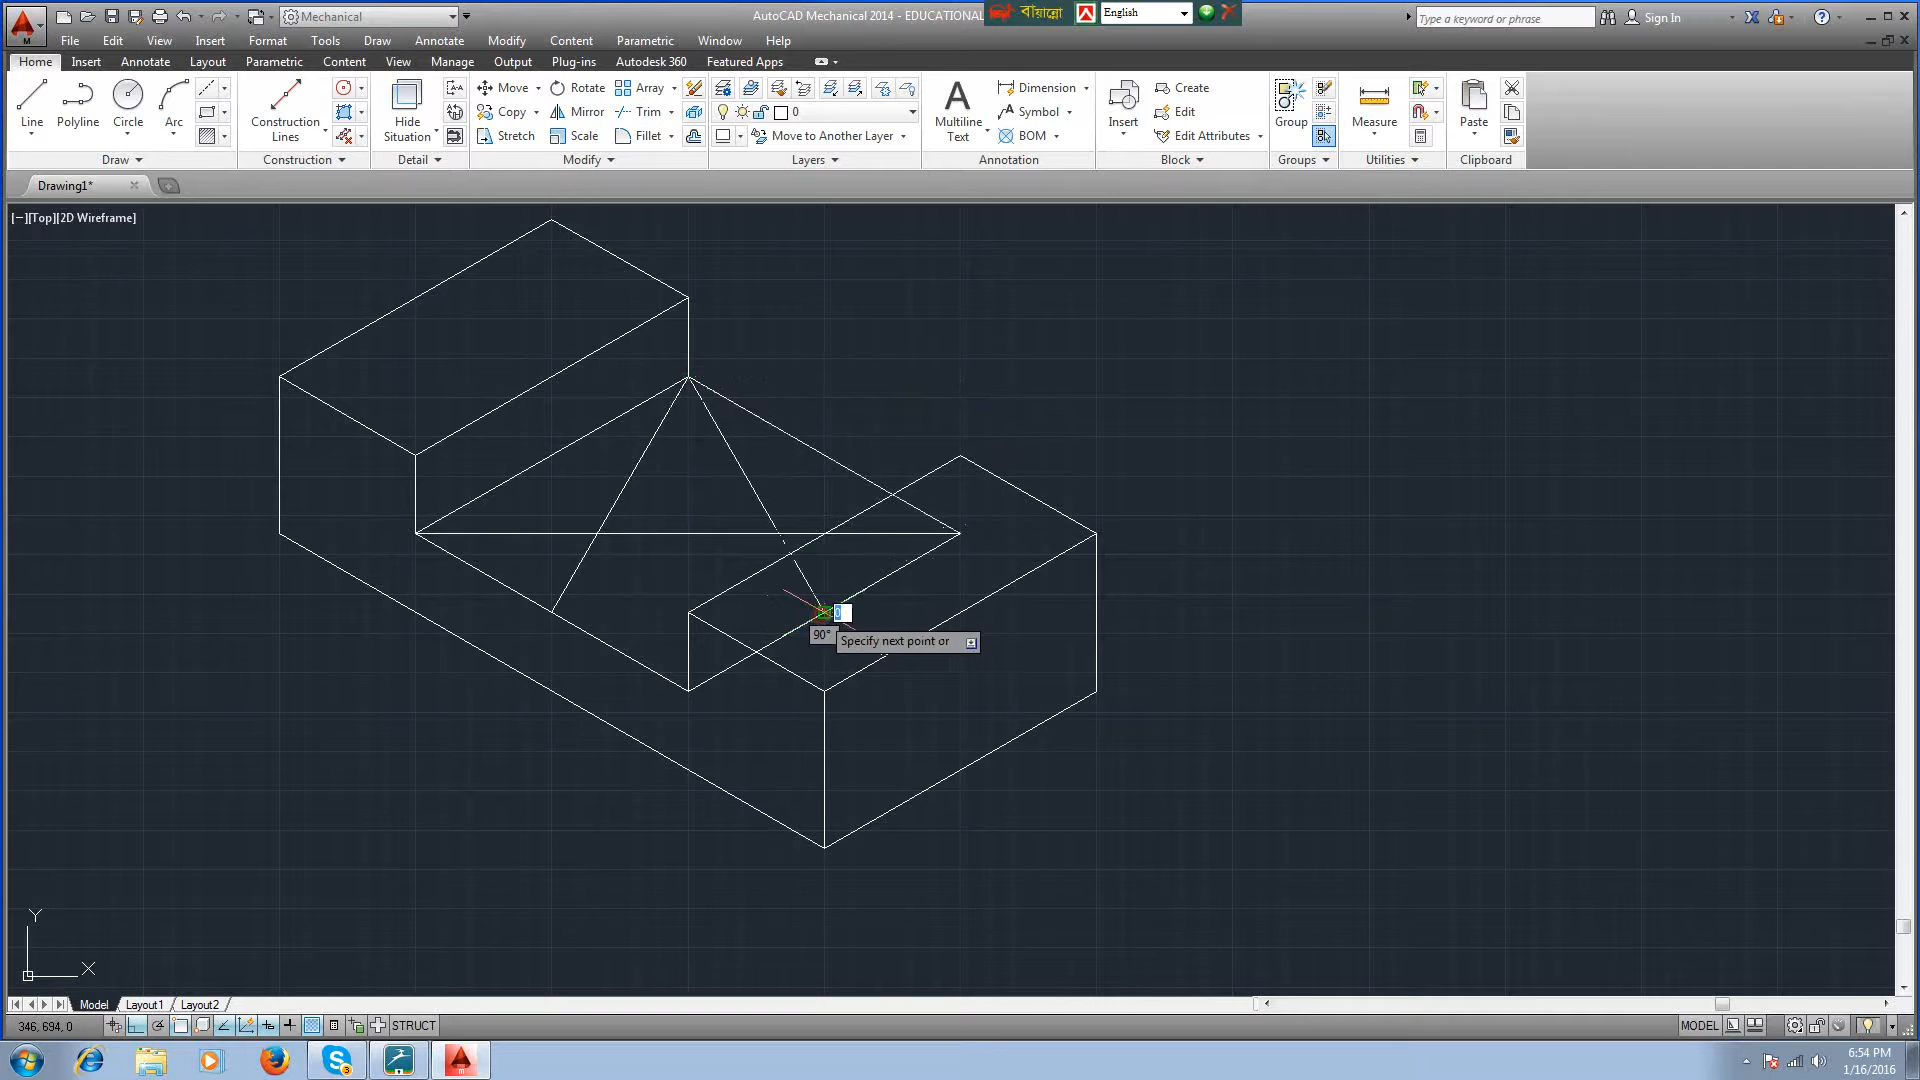 Mechanical
AutoCAD Mechanical 2014 - EDUCATIONAL
বায়ান্নো
English
Type a keyword or phrase
Sign In
File Edit View Insert Format Tools Draw Annotate Modify Content Parametric Window Help
Home Insert Annotate Layout Parametric Content View Manage Output Plug-ins Autodesk 360 Featured Apps
Line
Polyline
Circle
Arc
Draw
Construction
Lines
Construction
Hide
Situation
Detail
Move Rotate Array
Copy Mirror Trim
Stretch Scale Fillet
Modify
0
Move to Another Layer
Layers
Multiline
Text
Dimension
Symbol
BOM
Annotation
Insert
Create
Edit
Edit Attributes
Block
Group
Groups
Measure
Utilities
Paste
Clipboard
Drawing1*
[−][Top][2D Wireframe]
0
90°
Specify next point or
Y
X
Model Layout1 Layout2
346, 694, 0
STRUCT
MODEL
3
6:54 PM
1/16/2016